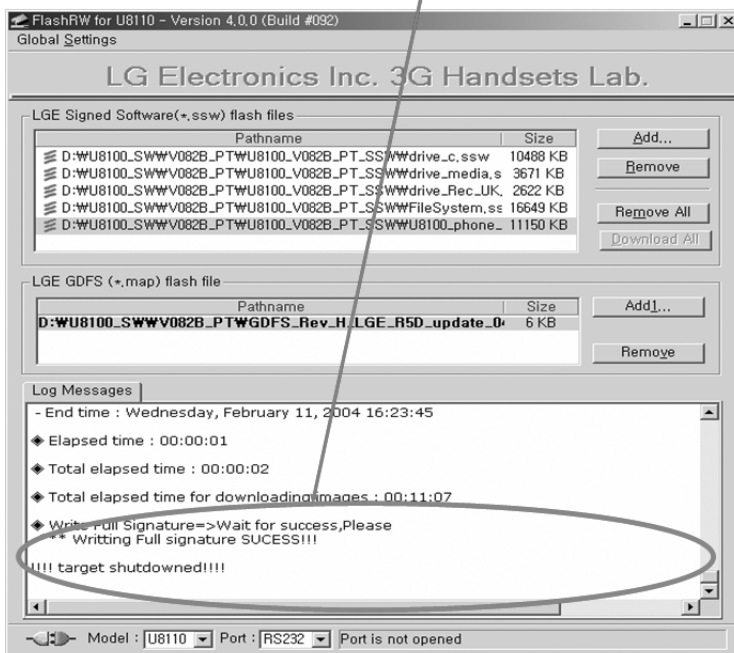 FlashRW for U8110 - Version 4,0,0 (Build #092)
Global Settings
LG Electronics Inc. 3G Handsets Lab.
LGE Signed Software(*,ssw) flash files
Pathname Size
D:₩U8100_SW₩V082B_PT₩U8100_V082B_PT_SSW₩drive_c,ssw 10488 KB
D:₩U8100_SW₩V082B_PT₩U8100_V082B_PT_SSW₩drive_media,s 3671 KB
D:₩U8100_SW₩V082B_PT₩U8100_V082B_PT_SSW₩drive_Rec_UK, 2622 KB
D:₩U8100_SW₩V082B_PT₩U8100_V082B_PT_SSW₩FileSystem,ss 16649 KB
D:₩U8100_SW₩V082B_PT₩U8100_V082B_PT_SSW₩U8100_phone_ 11150 KB
Add...
Remove
Remove All
Download All
LGE GDFS (*,map) flash file
Pathname Size
D:₩U8100_SW₩V082B_PT₩GDFS_Rev_H_LGE_R5D_update_0 6 KB
Add1...
Remove
Log Messages
- End time : Wednesday, February 11, 2004 16:23:45
◈ Elapsed time : 00:00:01
◈ Total elapsed time : 00:00:02
◈ Total elapsed time for downloading images : 00:11:07
◈ Write Full Signature=>Wait for success,Please
** Writting Full signature SUCESS!!!
!!!! target shutdowned!!!!
Model : U8110 Port : RS232 Port is not opened